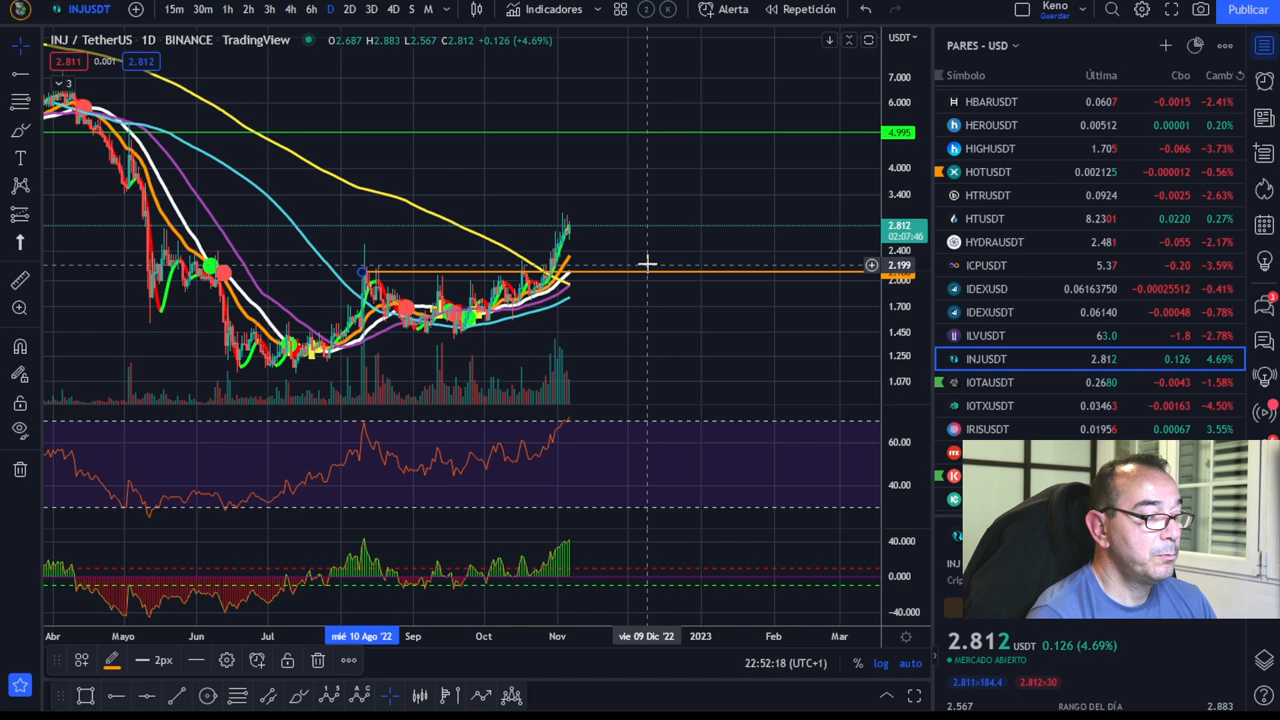 INJUSDT 15m 30m 1h 2h 3h 4h 6h D 2D 3D 4D S M Indicadores 2 K Alerta Repetición Keno Guardar Publicar
INJ / TetherUS · 1D · BINANCE · TradingView O2.687 H2.883 L2.567 C2.812 +0.126 (+4.69%)
2.811 0.001 2.812
3
USDT
7.000
6.000
4.995
4.000
3.400
2.812
02:07:46
2.400
2.199
2.000
1.700
1.450
1.250
1.070
60.00
40.00
40.000
0.000
−40.000
Abr Mayo Jun Jul mié 10 Ago '22 Sep Oct Nov vie 09 Dic '22 2023 Feb Mar
2px
22:52:18 (UTC+1) % log auto
PARES - USD
Símbolo Última Cbo Camb
HBARUSDT 0.0607 −0.0015 −2.41%
HEROUSDT 0.00512 0.00001 0.20%
HIGHUSDT 1.705 −0.066 −3.73%
HOTUSDT 0.002125 −0.000012 −0.56%
HTRUSDT 0.0924 −0.0025 −2.63%
HTUSDT 8.2301 0.0220 0.27%
HYDRAUSDT 2.481 −0.055 −2.17%
ICPUSDT 5.37 −0.20 −3.59%
IDEXUSD 0.06163750 −0.00025512 −0.41%
IDEXUSDT 0.06140 −0.00048 −0.78%
ILVUSDT 63.0 −1.8 −2.78%
INJUSDT 2.812 0.126 4.69%
IOTAUSDT 0.2680 −0.0043 −1.58%
IOTXUSDT 0.03463 −0.00163 −4.50%
IRISUSDT 0.01956 0.00067 3.55%
INJ
2.812 USDT 0.126 (4.69%)
MERCADO ABIERTO
2.811×184.4 2.812×30
2.567 RANGO DEL DÍA 2.883